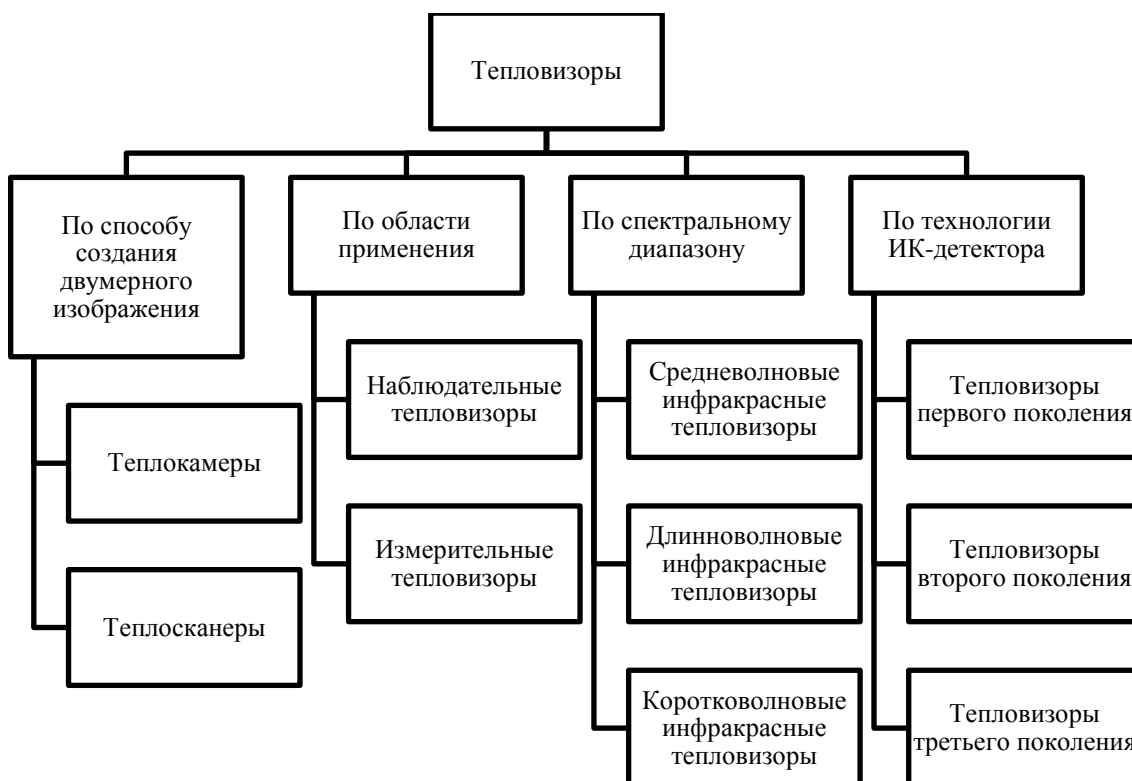 Тепловизоры
По способу
создания
двумерного
изображения
Теплокамеры
Теплосканеры
По области
применения
Наблюдательные
тепловизоры
Измерительные
тепловизоры
По спектральному
диапазону
Средневолновые
инфракрасные
тепловизоры
Длинноволновые
инфракрасные
тепловизоры
Коротковолновые
инфракрасные
тепловизоры
По технологии
ИК-детектора
Тепловизоры
первого поколения
Тепловизоры
второго поколения
Тепловизоры
третьего поколения